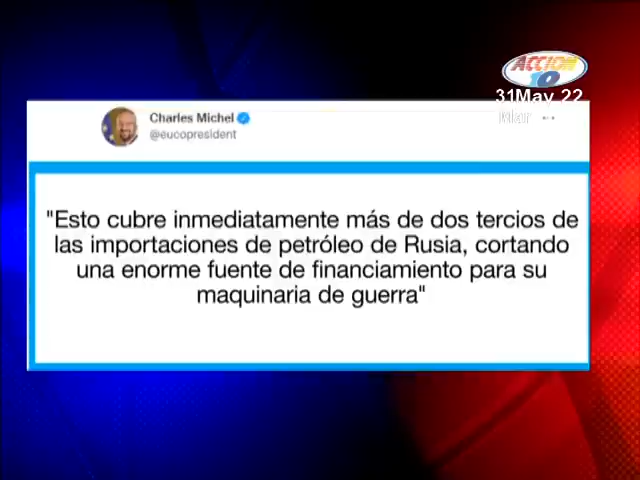 ACCION
10
31May 22
Mar
Charles Michel
@eucopresident
"Esto cubre inmediatamente más de dos tercios de
las importaciones de petróleo de Rusia, cortando
una enorme fuente de financiamiento para su
maquinaria de guerra"